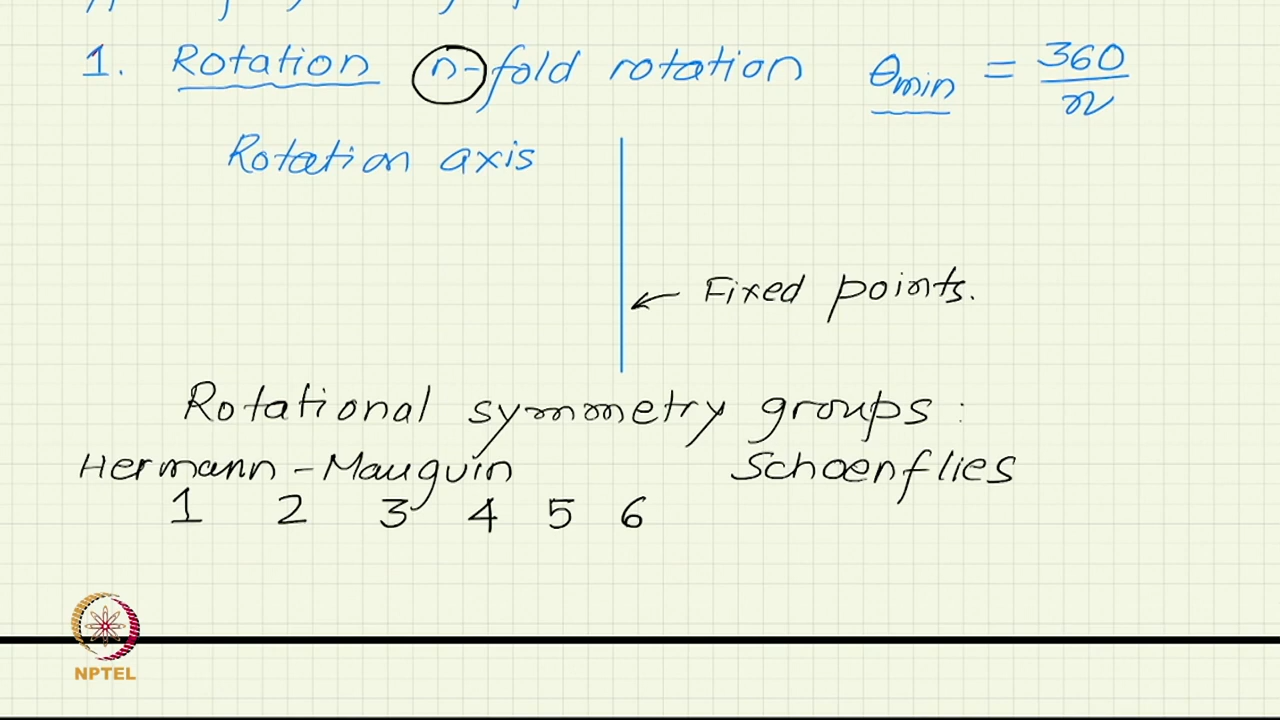 1. Rotation n-fold rotation θmin = 360/n
Rotation axis
Fixed points.
Rotational symmetry groups :
Hermann-Mauguin Schoenflies
1 2 3 4 5 6
NPTEL